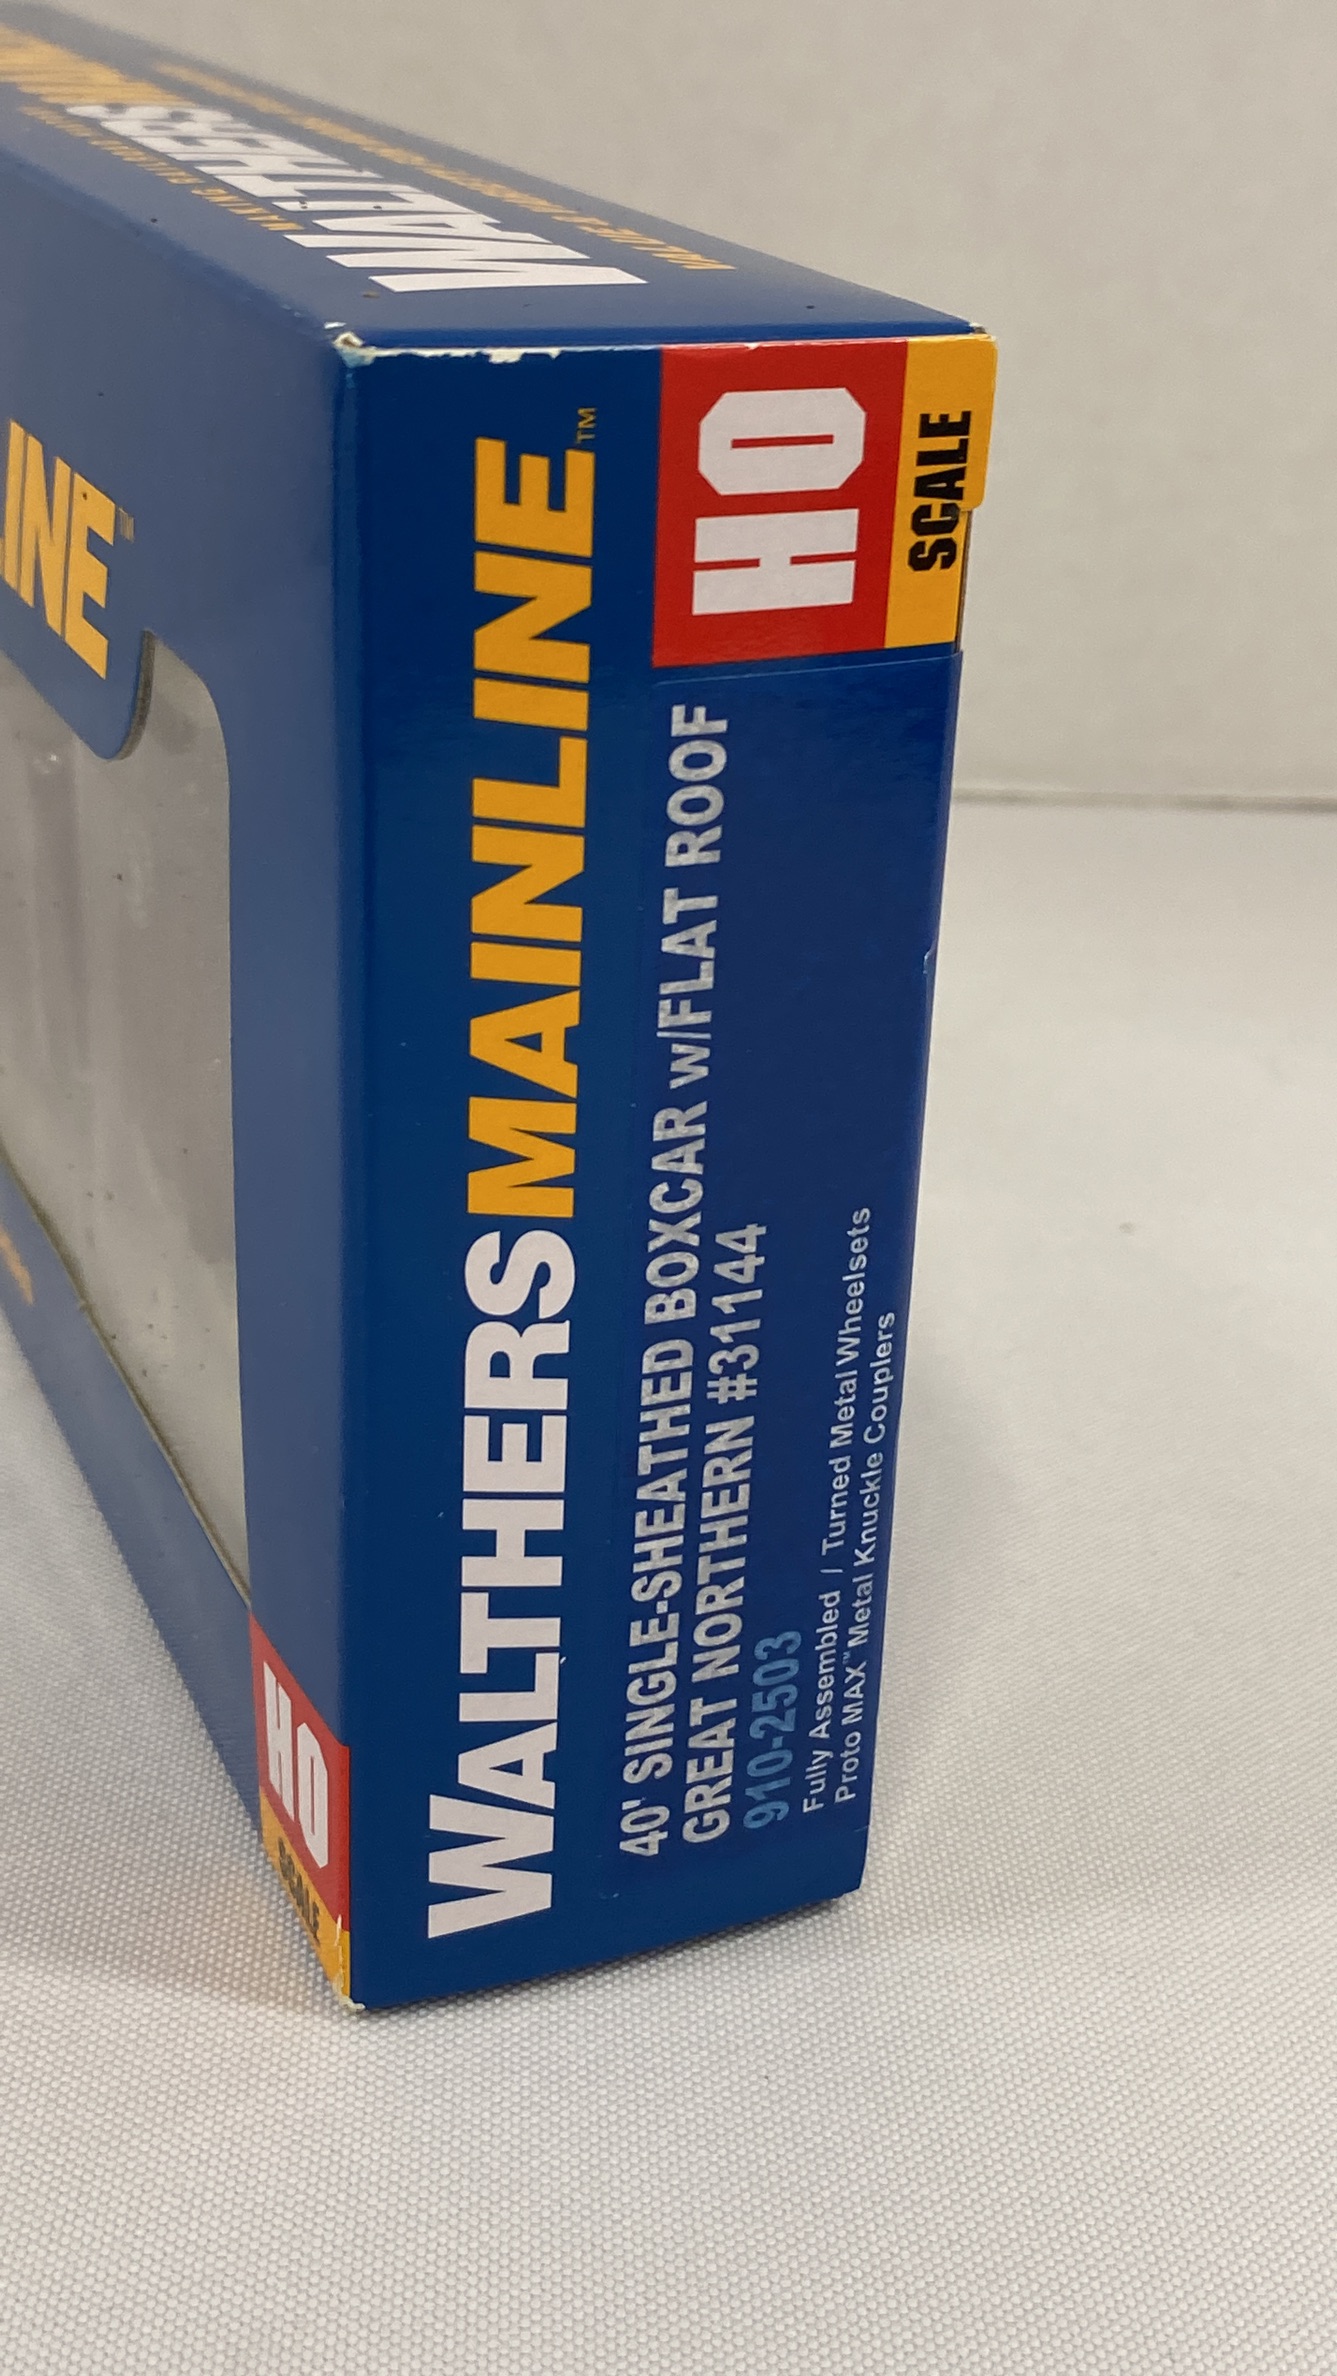 WALTHERS
INE™
WALTHERSMAINLINE™
HO
SCALE
40' SINGLE-SHEATHED BOXCAR w/FLAT ROOF
GREAT NORTHERN #31144
910-2503
Fully Assembled / Turned Metal Wheelsets
Proto MAX™ Metal Knuckle Couplers
HO
SCALE